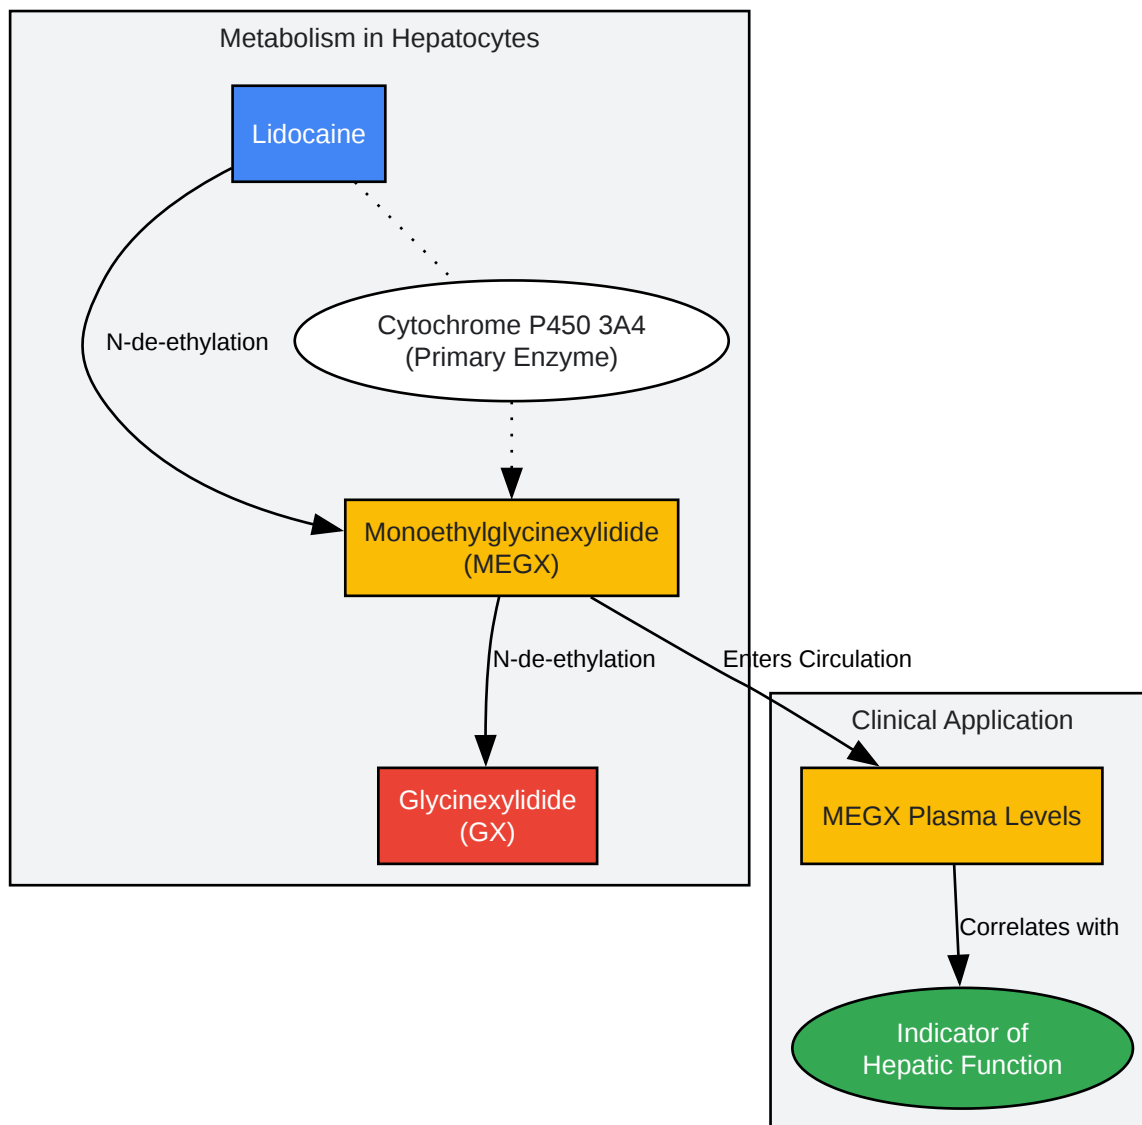 Metabolism in Hepatocytes
Lidocaine
N-de-ethylation
Cytochrome P450 3A4
(Primary Enzyme)
Monoethylglycinexylidide
(MEGX)
N-de-ethylation
Enters Circulation
Glycinexylidide
(GX)
Clinical Application
MEGX Plasma Levels
Correlates with
Indicator of
Hepatic Function